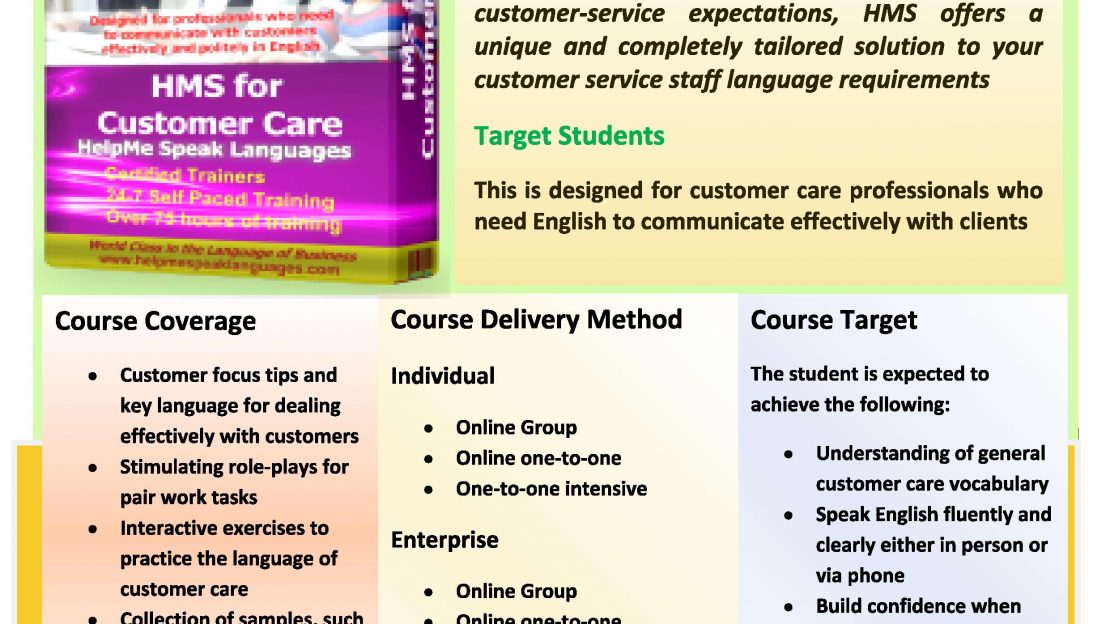 Designed for professionals who need
to communicate with customers
effectively and politely in English
HMS for
Customer Care
HelpMe Speak Languages
Certified Trainers
24-7 Self Paced Training
Over 75 hours of training
World Class in the Language of Business
www.helpmespeaklanguages.com
HMS
Customer
customer-service expectations, HMS offers a
unique and completely tailored solution to your
customer service staff language requirements
Target Students
This is designed for customer care professionals who
need English to communicate effectively with clients
Course Coverage
• Customer focus tips and
key language for dealing
effectively with customers
• Stimulating role-plays for
pair work tasks
• Interactive exercises to
practice the language of
customer care
• Collection of samples, such
Course Delivery Method
Individual
• Online Group
• Online one-to-one
• One-to-one intensive
Enterprise
• Online Group
• Online one-to-one
Course Target
The student is expected to
achieve the following:
• Understanding of general
customer care vocabulary
• Speak English fluently and
clearly either in person or
via phone
• Build confidence when